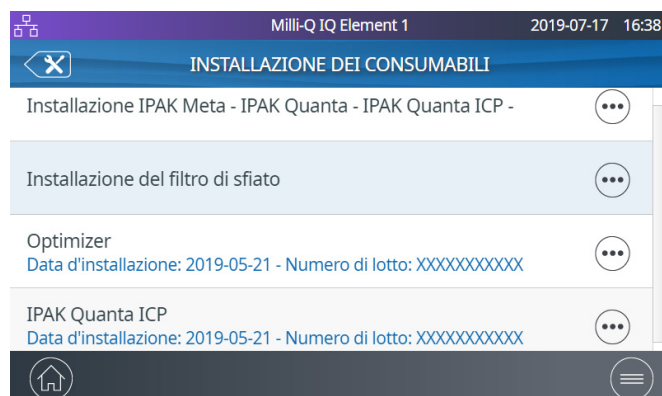 Milli-Q IQ Element 1
2019-07-17 16:38
INSTALLAZIONE DEI CONSUMABILI
Installazione IPAK Meta - IPAK Quanta - IPAK Quanta ICP -
Installazione del filtro di sfiato
Optimizer
Data d'installazione: 2019-05-21 - Numero di lotto: XXXXXXXXXXX
IPAK Quanta ICP
Data d'installazione: 2019-05-21 - Numero di lotto: XXXXXXXXXXX